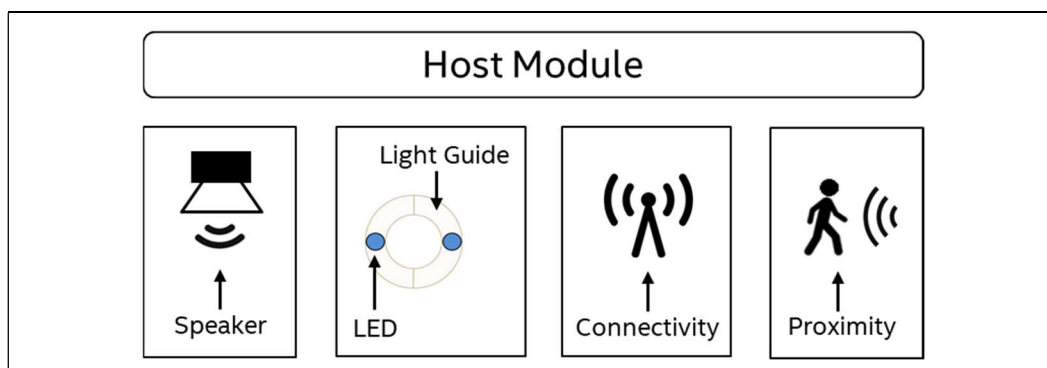 Host Module
Light Guide
Speaker
LED
Connectivity
Proximity